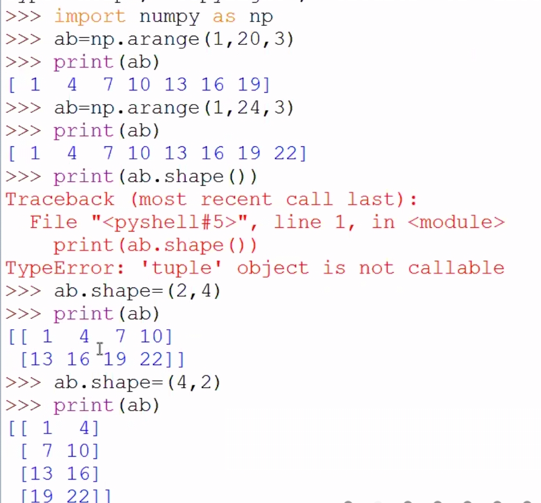 >>> import numpy as np
>>> ab=np.arange(1,20,3)
>>> print(ab)
[ 1  4  7 10 13 16 19]
>>> ab=np.arange(1,24,3)
>>> print(ab)
[ 1  4  7 10 13 16 19 22]
>>> print(ab.shape())
Traceback (most recent call last):
  File "<pyshell#5>", line 1, in <module>
    print(ab.shape())
TypeError: 'tuple' object is not callable
>>> ab.shape=(2,4)
>>> print(ab)
[[ 1  4  7 10]
 [13 16 19 22]]
>>> ab.shape=(4,2)
>>> print(ab)
[[ 1  4]
 [ 7 10]
 [13 16]
 [19 22]]